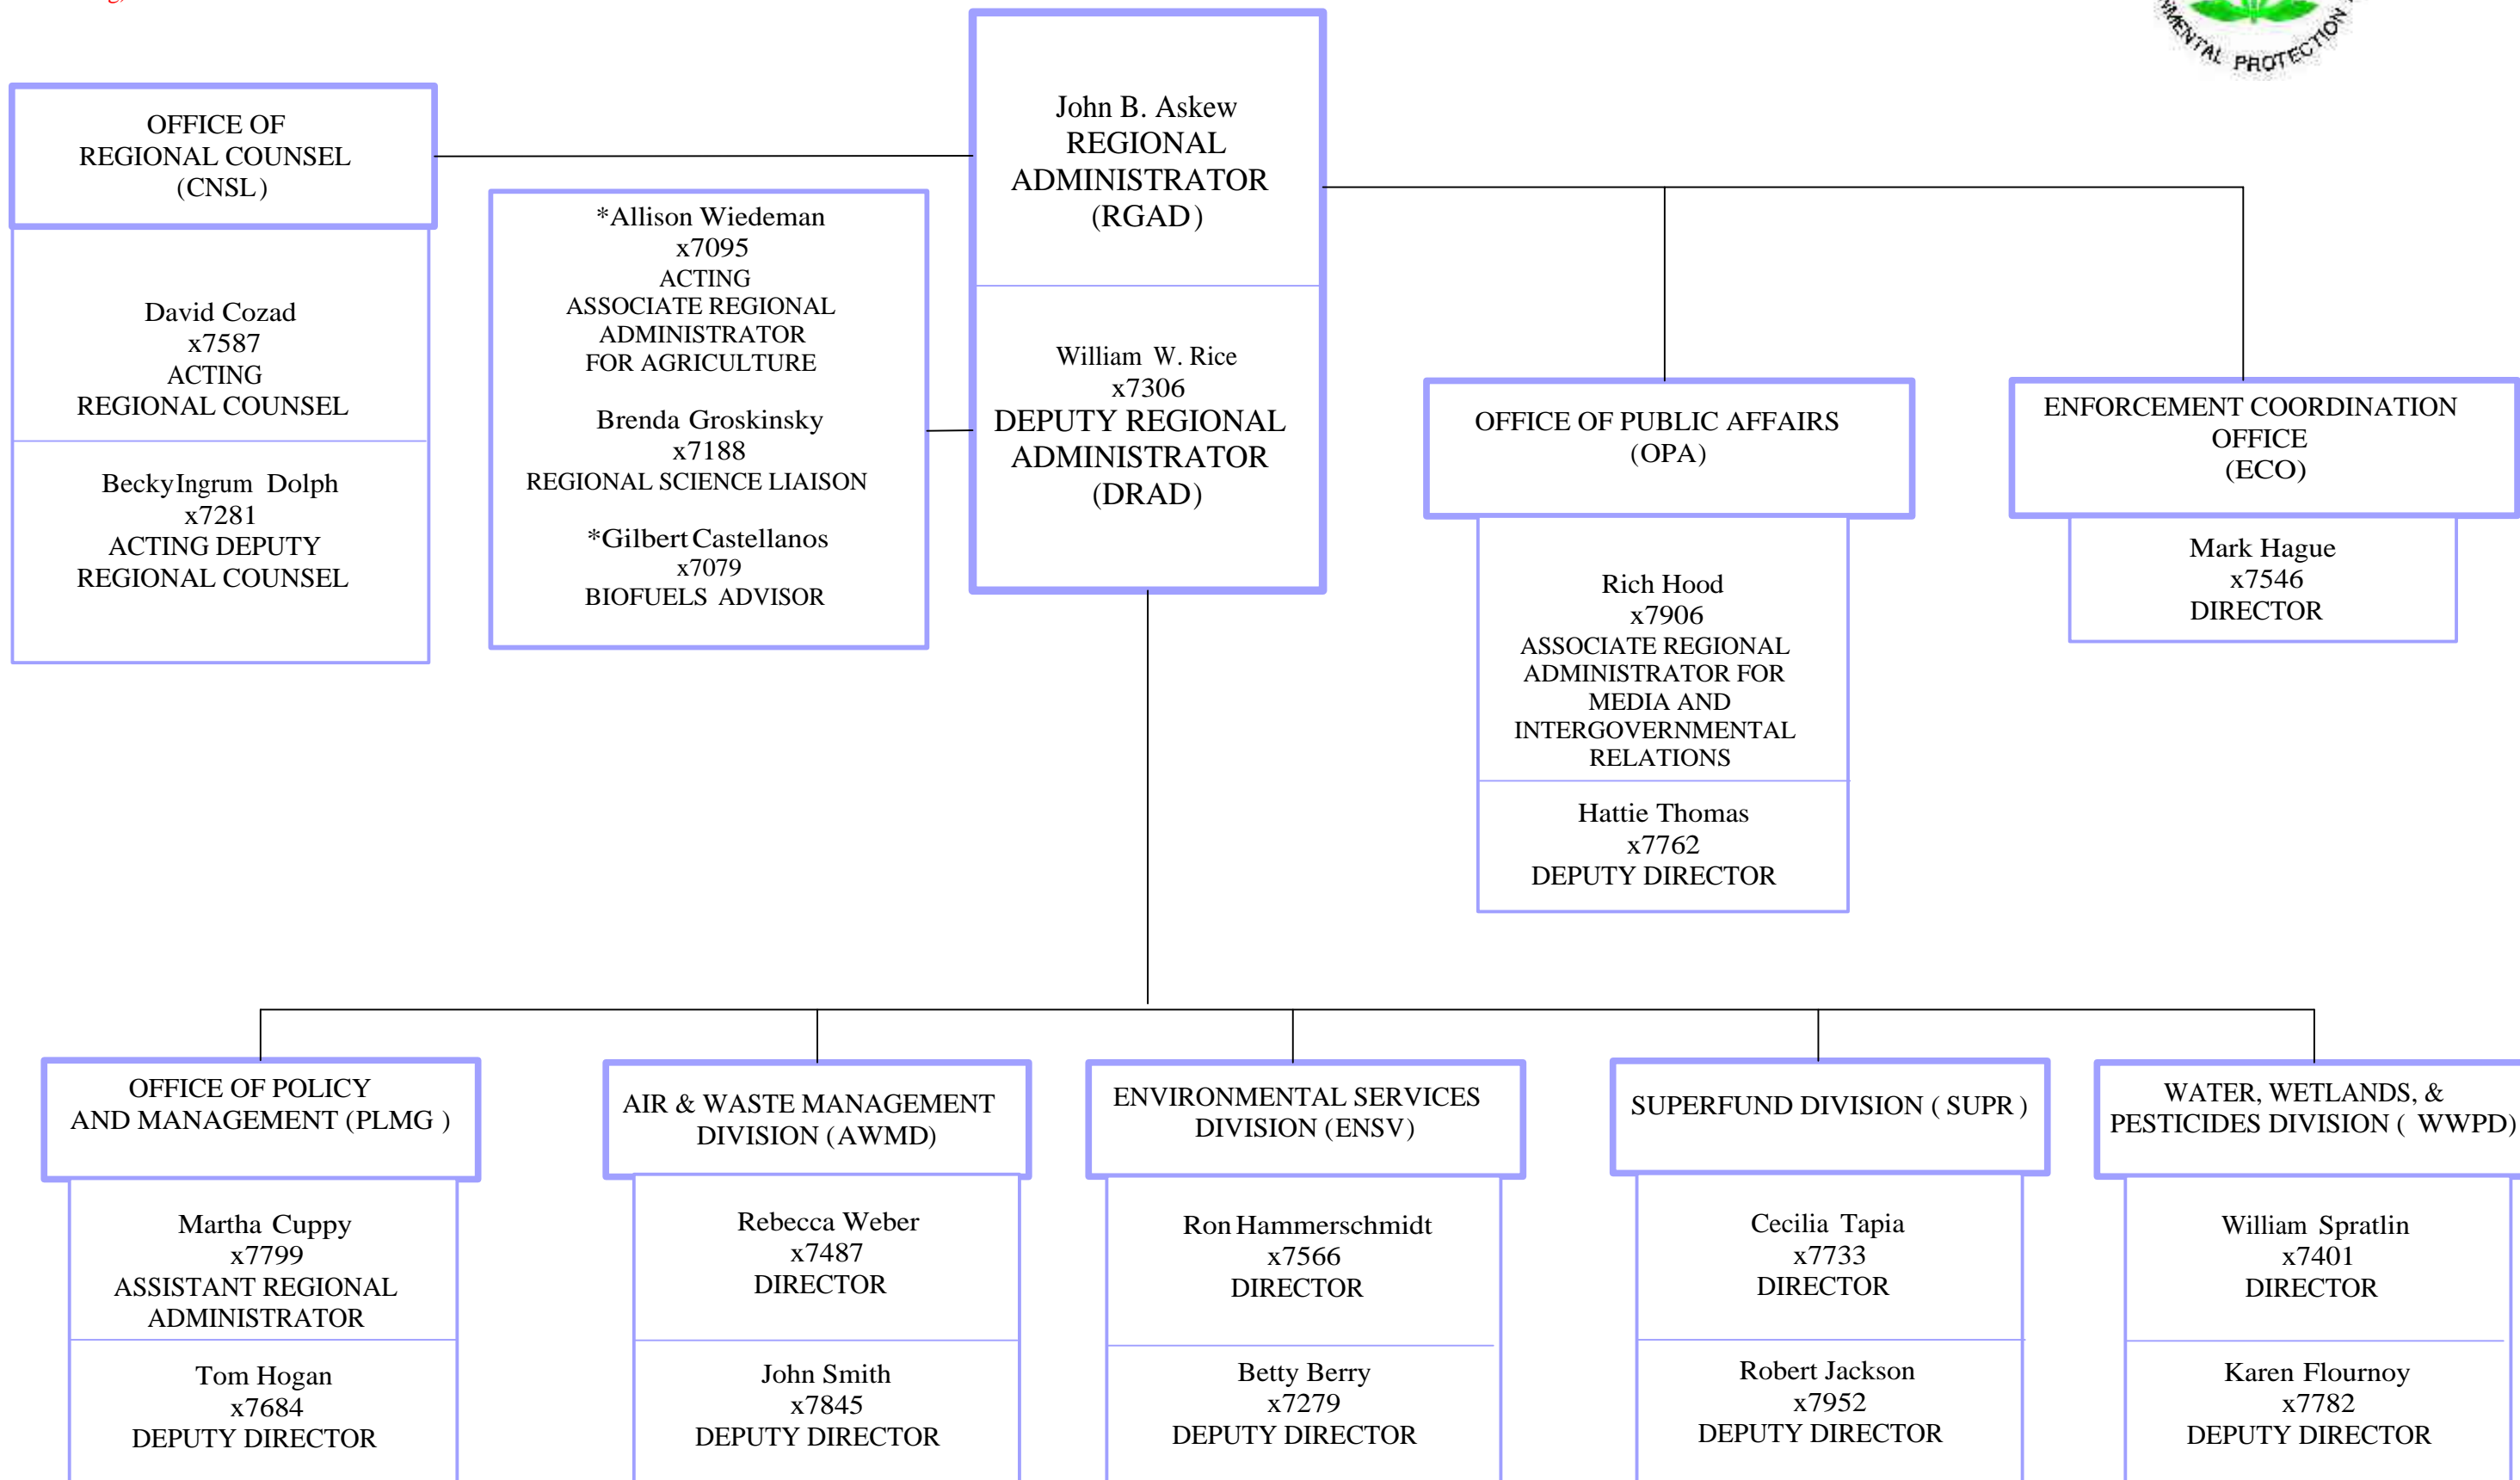 NMENTAL PROTECTION
John B. Askew
REGIONAL
ADMINISTRATOR
(RGAD)
William W. Rice
x7306
DEPUTY REGIONAL
ADMINISTRATOR
(DRAD)
OFFICE OF
REGIONAL COUNSEL
(CNSL)
David Cozad
x7587
ACTING
REGIONAL COUNSEL
BeckyIngrum Dolph
x7281
ACTING DEPUTY
REGIONAL COUNSEL
*Allison Wiedeman
x7095
ACTING
ASSOCIATE REGIONAL
ADMINISTRATOR
FOR AGRICULTURE
Brenda Groskinsky
x7188
REGIONAL SCIENCE LIAISON
*Gilbert Castellanos
x7079
BIOFUELS ADVISOR
OFFICE OF PUBLIC AFFAIRS
(OPA)
Rich Hood
x7906
ASSOCIATE REGIONAL
ADMINISTRATOR FOR
MEDIA AND
INTERGOVERNMENTAL
RELATIONS
Hattie Thomas
x7762
DEPUTY DIRECTOR
ENFORCEMENT COORDINATION
OFFICE
(ECO)
Mark Hague
x7546
DIRECTOR
OFFICE OF POLICY
AND MANAGEMENT (PLMG )
Martha Cuppy
x7799
ASSISTANT REGIONAL
ADMINISTRATOR
Tom Hogan
x7684
DEPUTY DIRECTOR
AIR & WASTE MANAGEMENT
DIVISION (AWMD)
Rebecca Weber
x7487
DIRECTOR
John Smith
x7845
DEPUTY DIRECTOR
ENVIRONMENTAL SERVICES
DIVISION (ENSV)
Ron Hammerschmidt
x7566
DIRECTOR
Betty Berry
x7279
DEPUTY DIRECTOR
SUPERFUND DIVISION ( SUPR )
Cecilia Tapia
x7733
DIRECTOR
Robert Jackson
x7952
DEPUTY DIRECTOR
WATER, WETLANDS, &
PESTICIDES DIVISION ( WWPD)
William Spratlin
x7401
DIRECTOR
Karen Flournoy
x7782
DEPUTY DIRECTOR